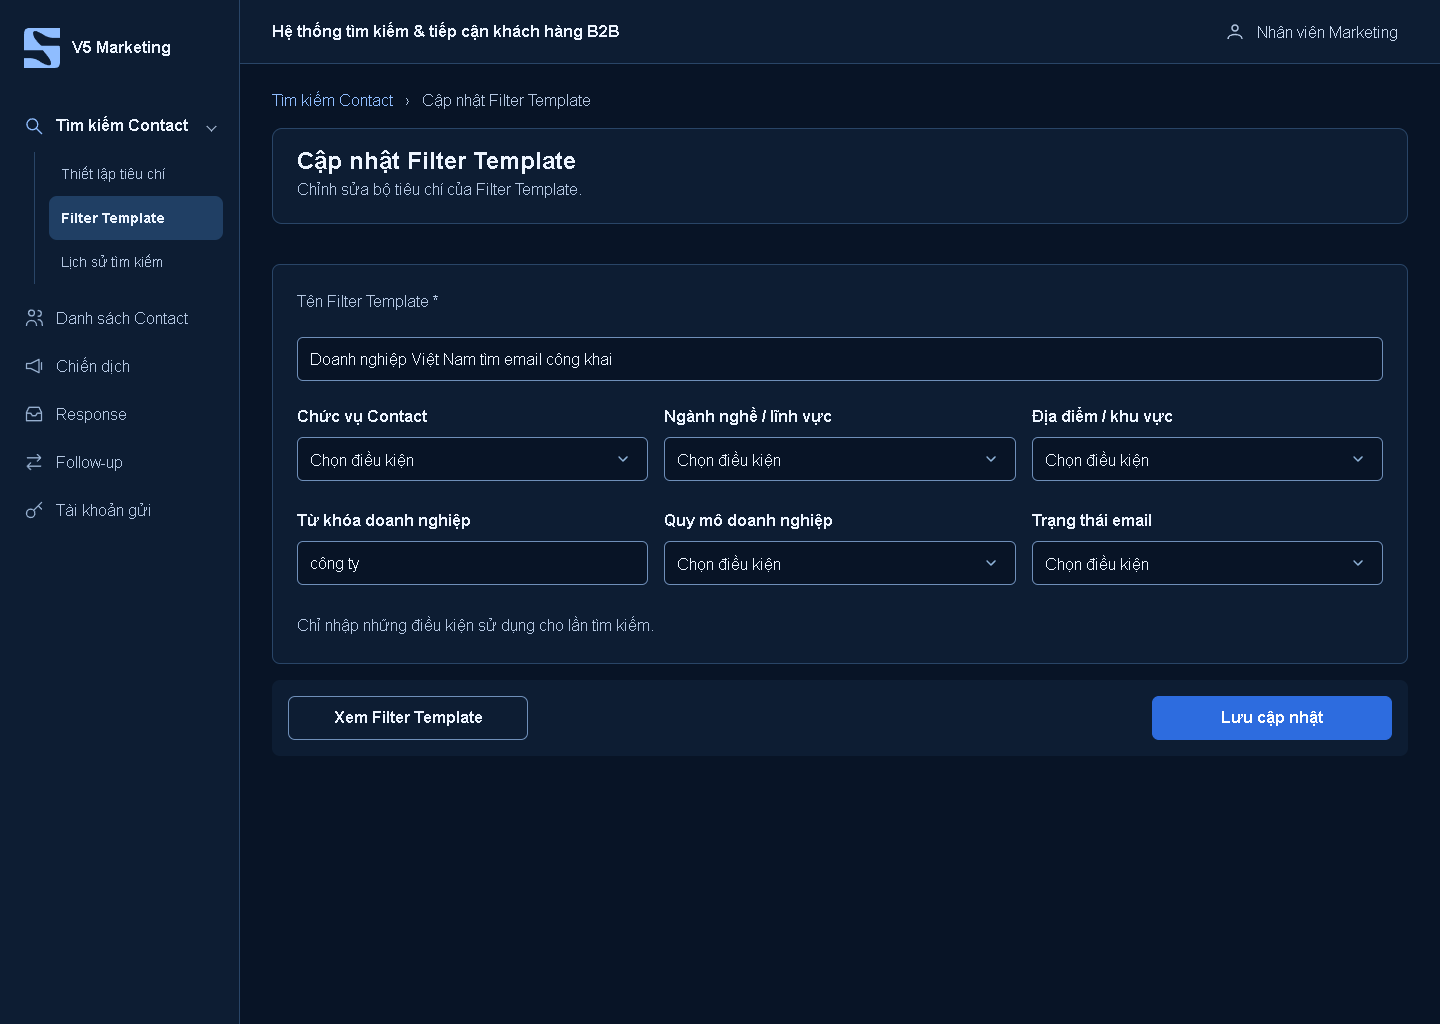 V5 Marketing
Hệ thống tìm kiếm & tiếp cận khách hàng B2B
Nhân viên Marketing
Tìm kiếm Contact
Thiết lập tiêu chí
Filter Template
Lịch sử tìm kiếm
Danh sách Contact
Chiến dịch
Response
Follow-up
Tài khoản gửi
Tìm kiếm Contact › Cập nhật Filter Template
Cập nhật Filter Template
Chỉnh sửa bộ tiêu chí của Filter Template.
Tên Filter Template *
Doanh nghiệp Việt Nam tìm email công khai
Chức vụ Contact Ngành nghề / lĩnh vực Địa điểm / khu vực
Chọn điều kiện Chọn điều kiện Chọn điều kiện
Từ khóa doanh nghiệp Quy mô doanh nghiệp Trạng thái email
công ty Chọn điều kiện Chọn điều kiện
Chỉ nhập những điều kiện sử dụng cho lần tìm kiếm.
Xem Filter Template Lưu cập nhật